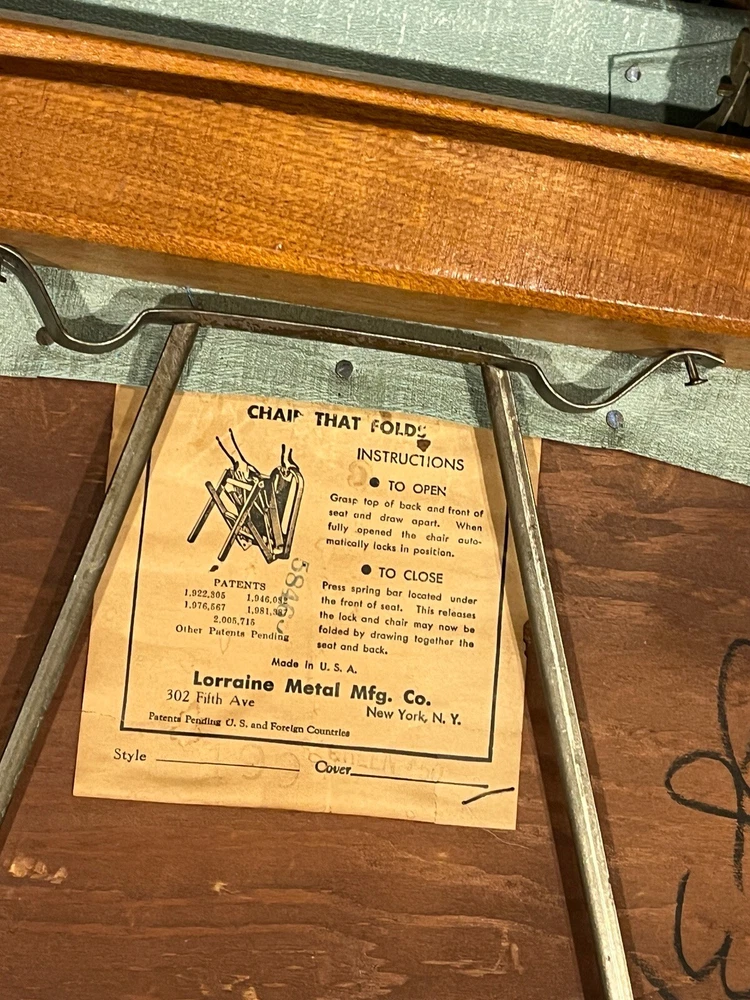 CHAIR THAT FOLDS
INSTRUCTIONS
● TO OPEN
Grasp top of back and front of
seat and draw apart. When
fully opened the chair auto-
matically locks in position.
● TO CLOSE
Press spring bar located under
the front of seat. This releases
the lock and chair may now be
folded by drawing together the
seat and back.
PATENTS
1,922,305
1,976,567
2,005,715
Other Patents Pending
Made in U. S. A.
Lorraine Metal Mfg. Co.
302 Fifth Ave
New York, N. Y.
Patents Pending U. S. and Foreign Countries
Style Cover